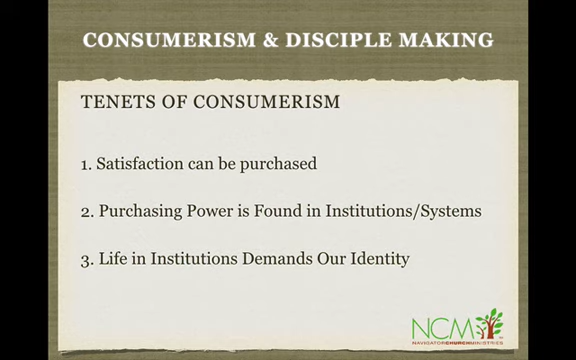 CONSUMERISM & DISCIPLE MAKING
TENETS OF CONSUMERISM
1. Satisfaction can be purchased
2. Purchasing Power is Found in Institutions/Systems
3. Life in Institutions Demands Our Identity
NCM
NAVIGATORCHURCHMINISTRIES